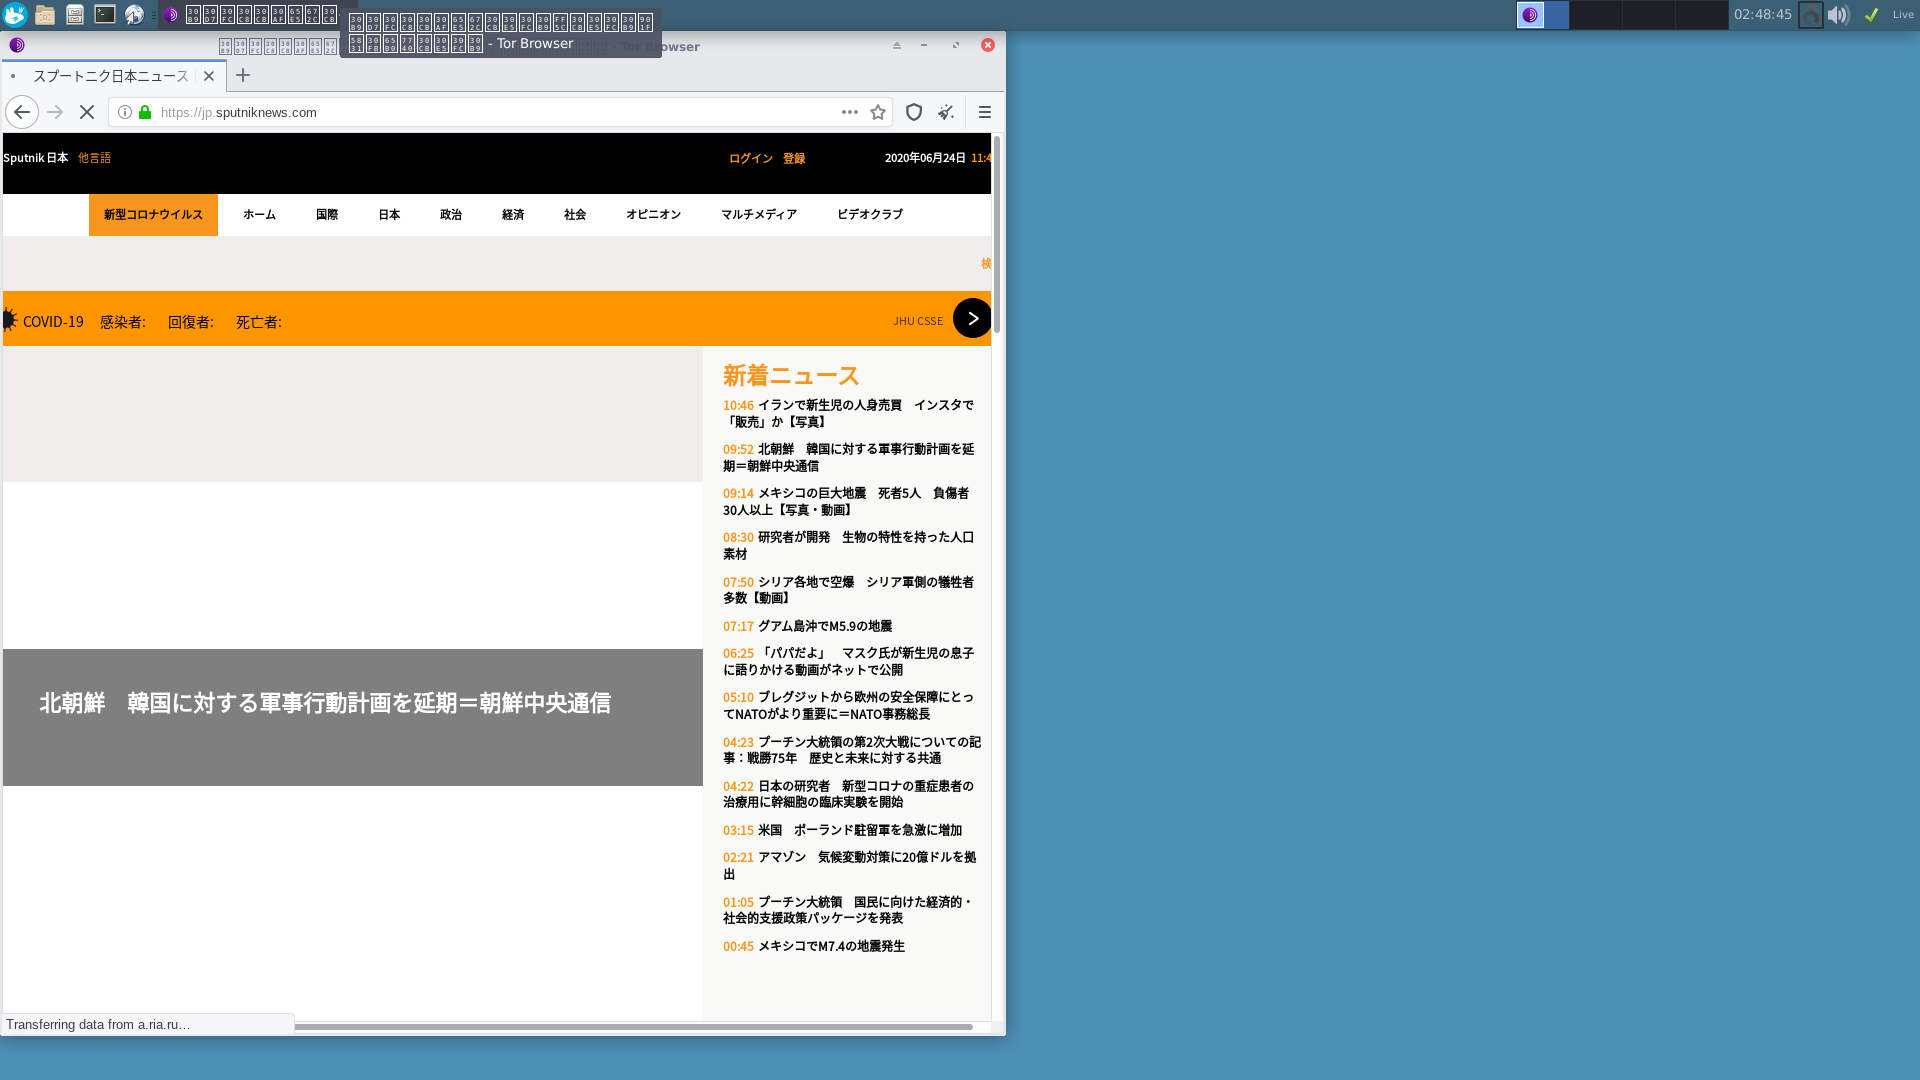 - Tor Browser
02:48:45
Live
- Tor Browser
スプートニク日本ニュース
https://jp.sputniknews.com
Sputnik 日本 他言語
ログイン 登録
2020年06月24日 11:4
新型コロナウイルス ホーム 国際 日本 政治 経済 社会 オピニオン マルチメディア ビデオクラブ
検
COVID-19 感染者: 回復者: 死亡者:
JHU CSSE
北朝鮮　韓国に対する軍事行動計画を延期＝朝鮮中央通信
新着ニュース
10:46 イランで新生児の人身売買　インスタで
「販売」か【写真】
09:52 北朝鮮　韓国に対する軍事行動計画を延
期＝朝鮮中央通信
09:14 メキシコの巨大地震　死者5人　負傷者
30人以上【写真・動画】
08:30 研究者が開発　生物の特性を持った人口
素材
07:50 シリア各地で空爆　シリア軍側の犠牲者
多数【動画】
07:17 グアム島沖でM5.9の地震
06:25 「パパだよ」　マスク氏が新生児の息子
に語りかける動画がネットで公開
05:10 ブレグジットから欧州の安全保障にとっ
てNATOがより重要に＝NATO事務総長
04:23 プーチン大統領の第2次大戦についての記
事：戦勝75年　歴史と未来に対する共通
04:22 日本の研究者　新型コロナの重症患者の
治療用に幹細胞の臨床実験を開始
03:15 米国　ポーランド駐留軍を急激に増加
02:21 アマゾン　気候変動対策に20億ドルを拠
出
01:05 プーチン大統領　国民に向けた経済的・
社会的支援政策パッケージを発表
00:45 メキシコでM7.4の地震発生
Transferring data from a.ria.ru…